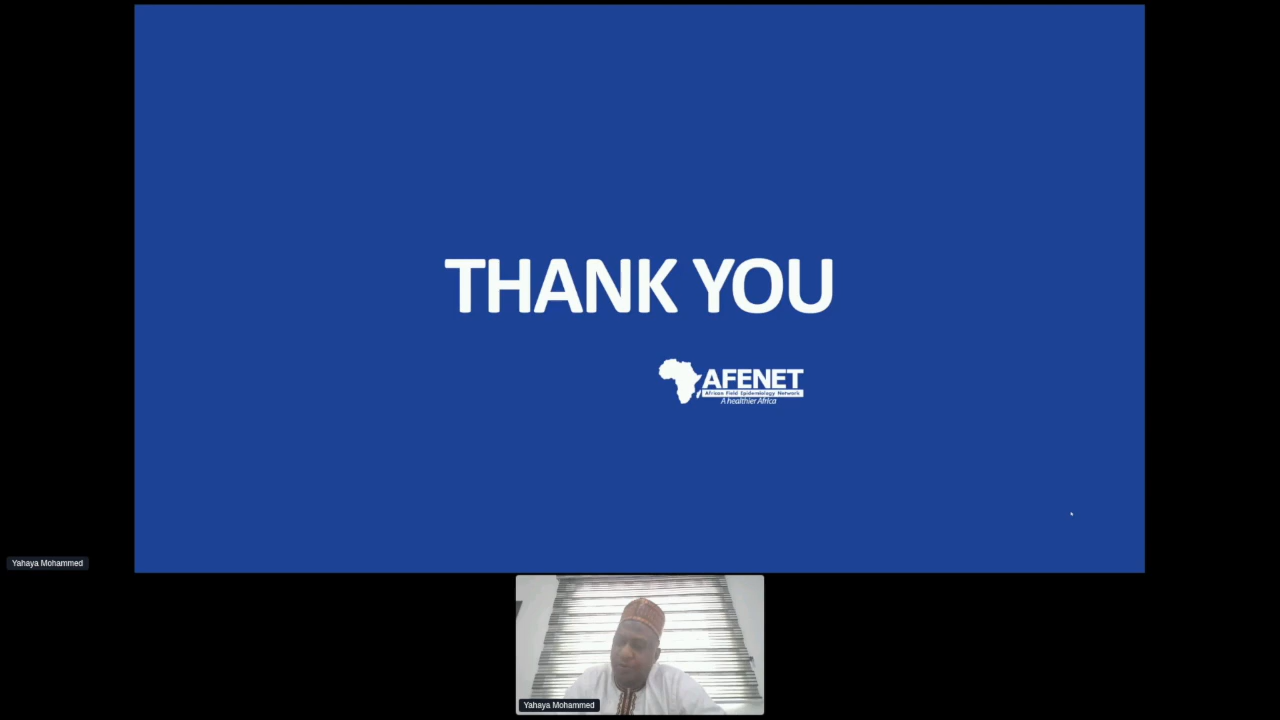 THANK YOU
AFENET
African Field Epidemiology Network
A healthier Africa
Yahaya Mohammed
Yahaya Mohammed